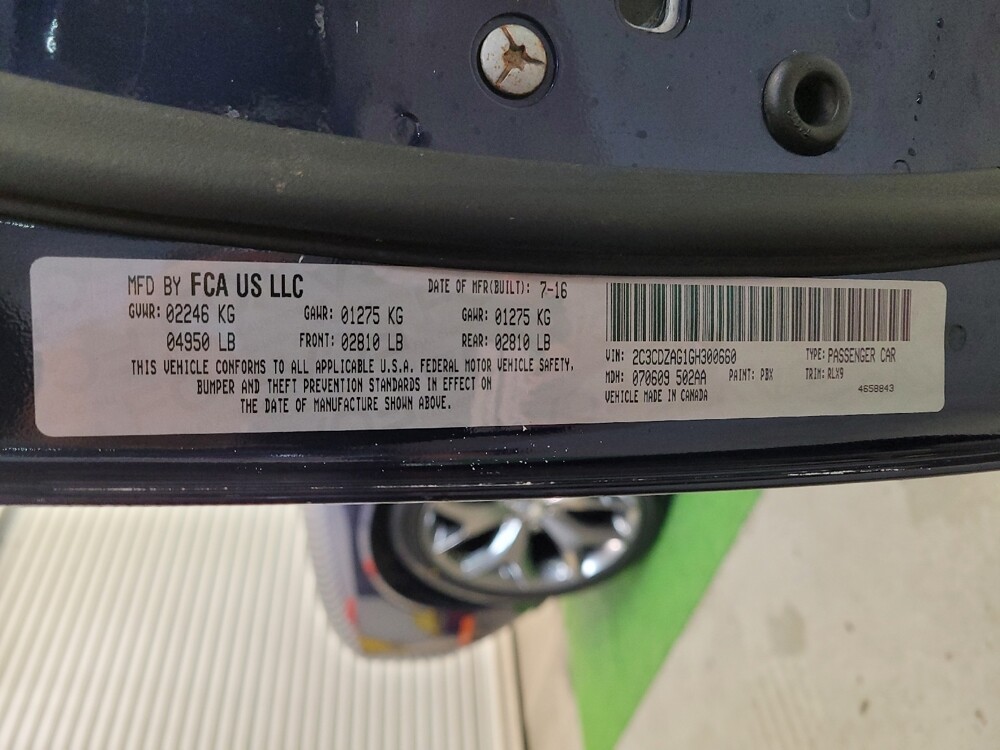 MFD BY FCA US LLC DATE OF MFR(BUILT): 7-16
GVWR: 02246 KG GAWR: 01275 KG GAWR: 01275 KG
04950 LB FRONT: 02810 LB REAR: 02810 LB
THIS VEHICLE CONFORMS TO ALL APPLICABLE U.S.A. FEDERAL MOTOR VEHICLE SAFETY,
BUMPER AND THEFT PREVENTION STANDARDS IN EFFECT ON
THE DATE OF MANUFACTURE SHOWN ABOVE.
VIN: 2C3CDZAG1GH300660 TYPE: PASSENGER CAR
MDH: 070609 502AA PAINT: PBX TRIM: RLX9
VEHICLE MADE IN CANADA 4658843